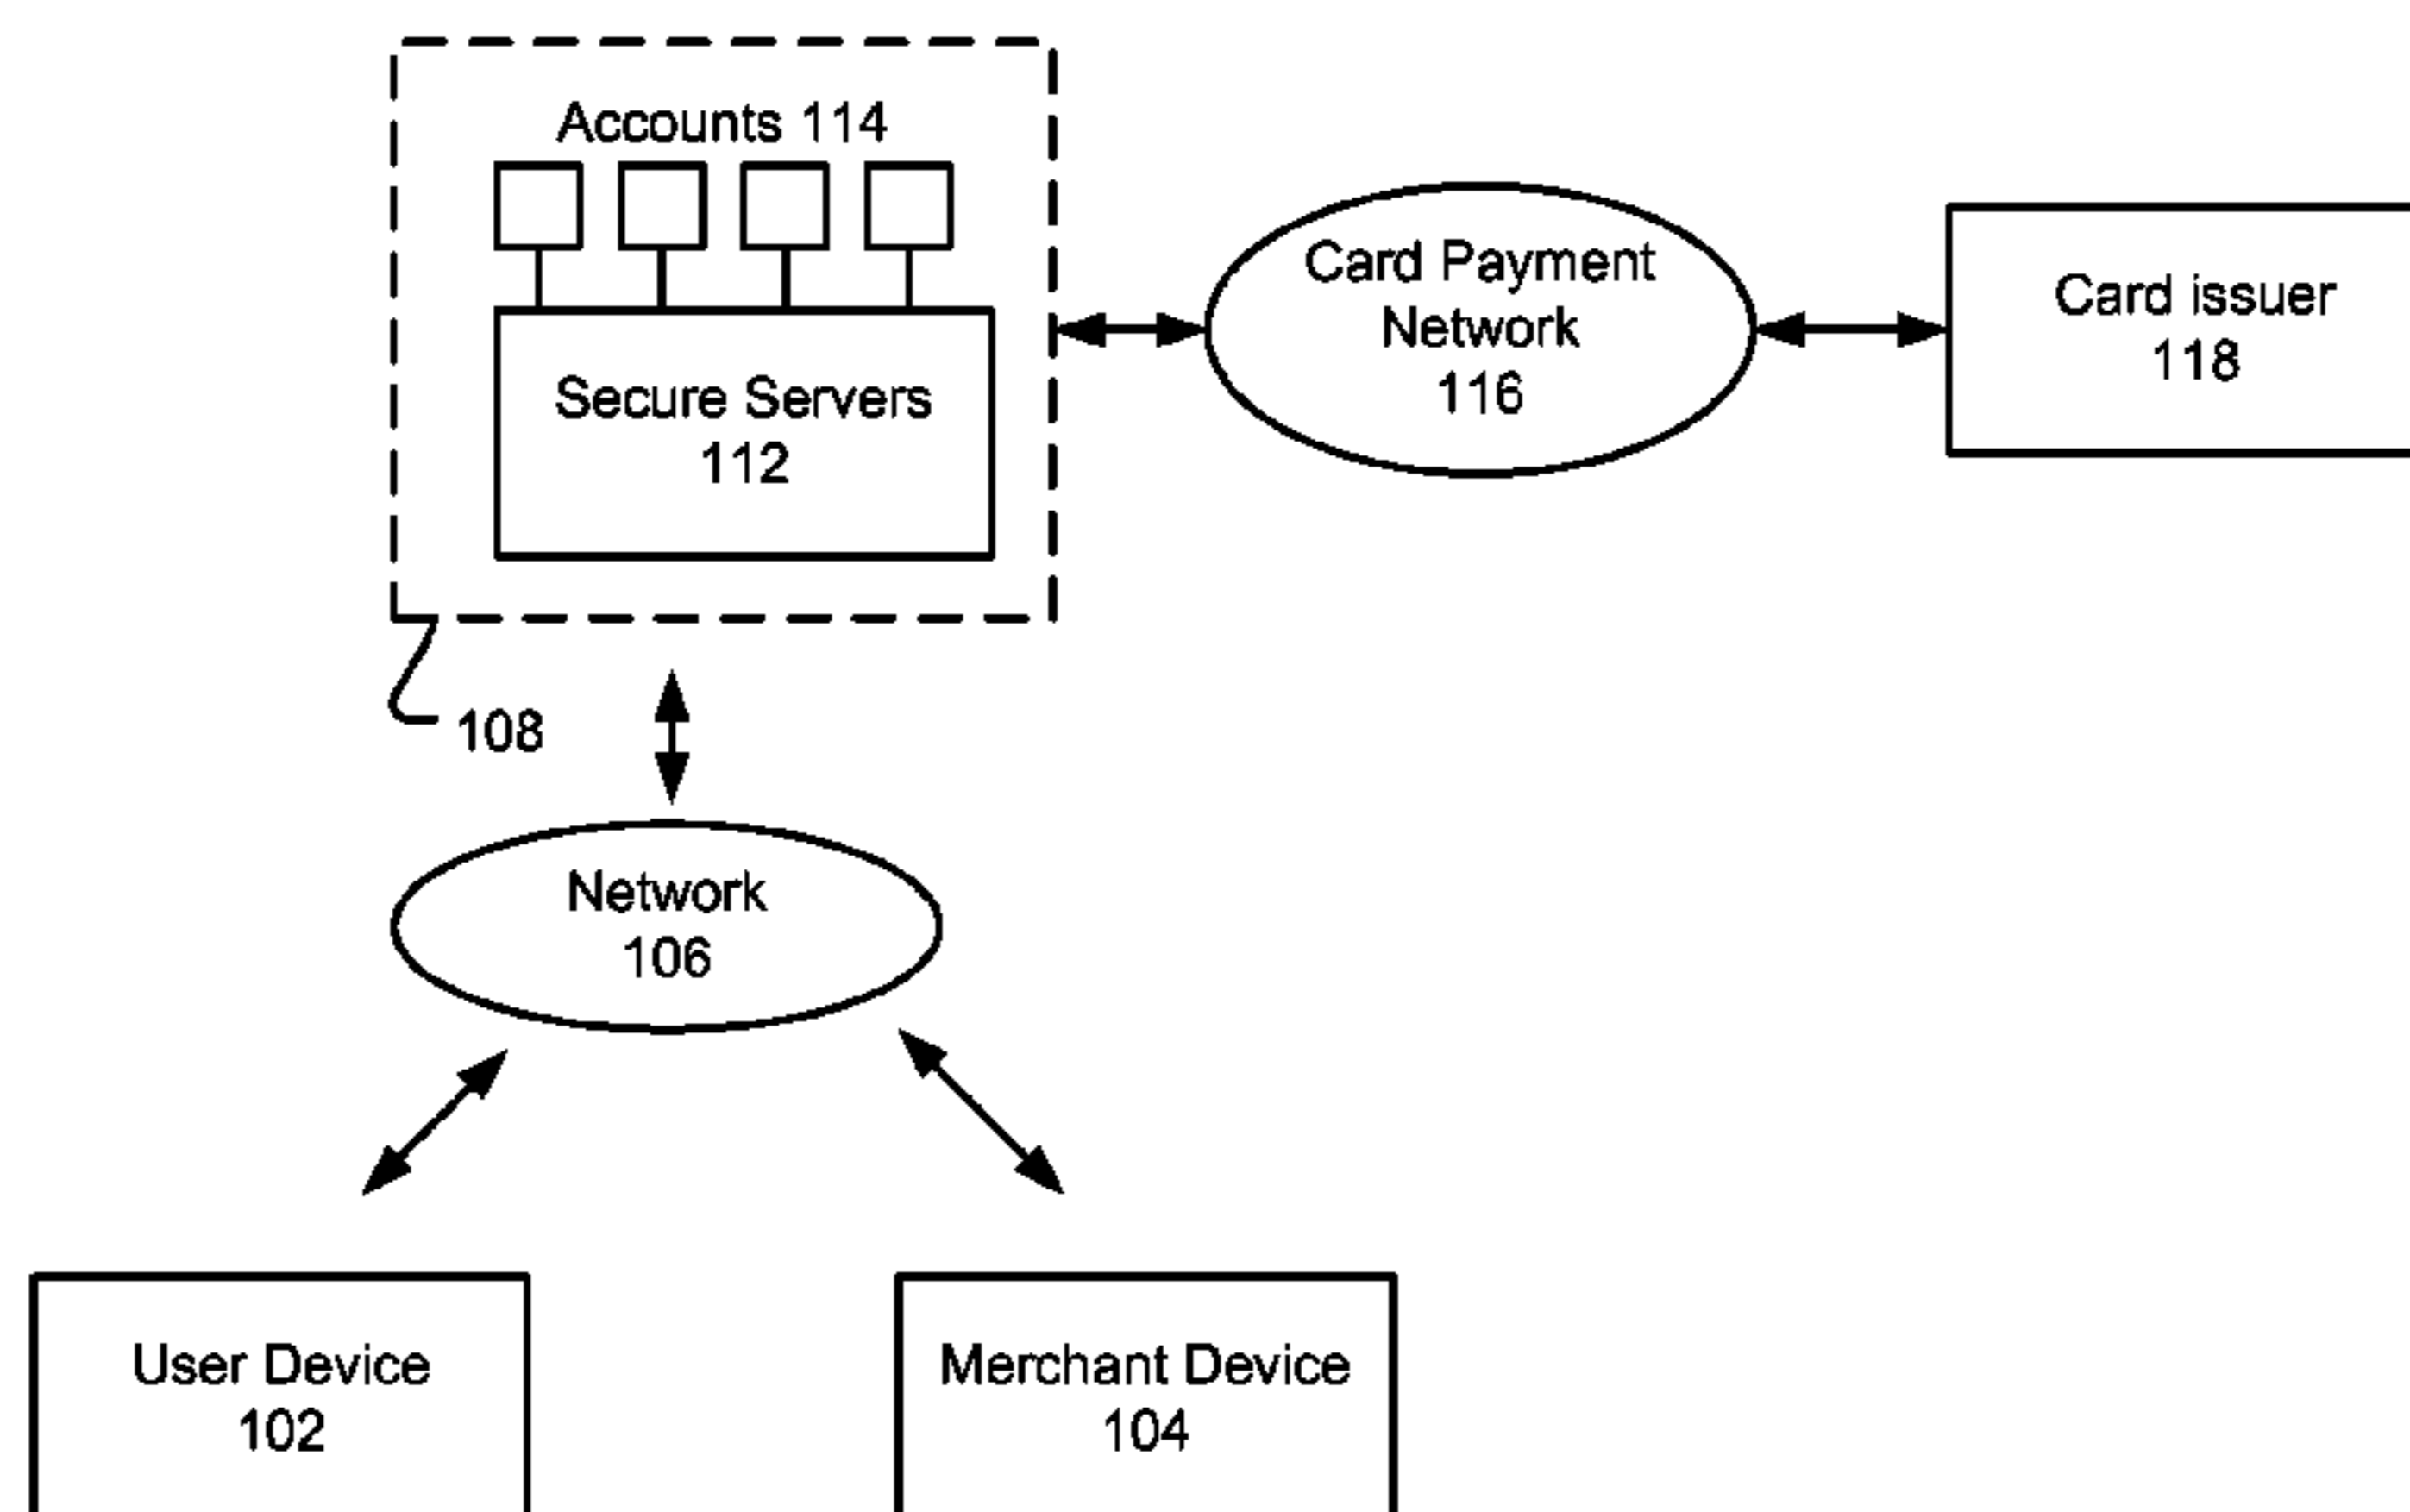 Accounts 114
Secure Servers
112
Card Payment
Network
116
Card issuer
118
108
Network
106
User Device
102
Merchant Device
104